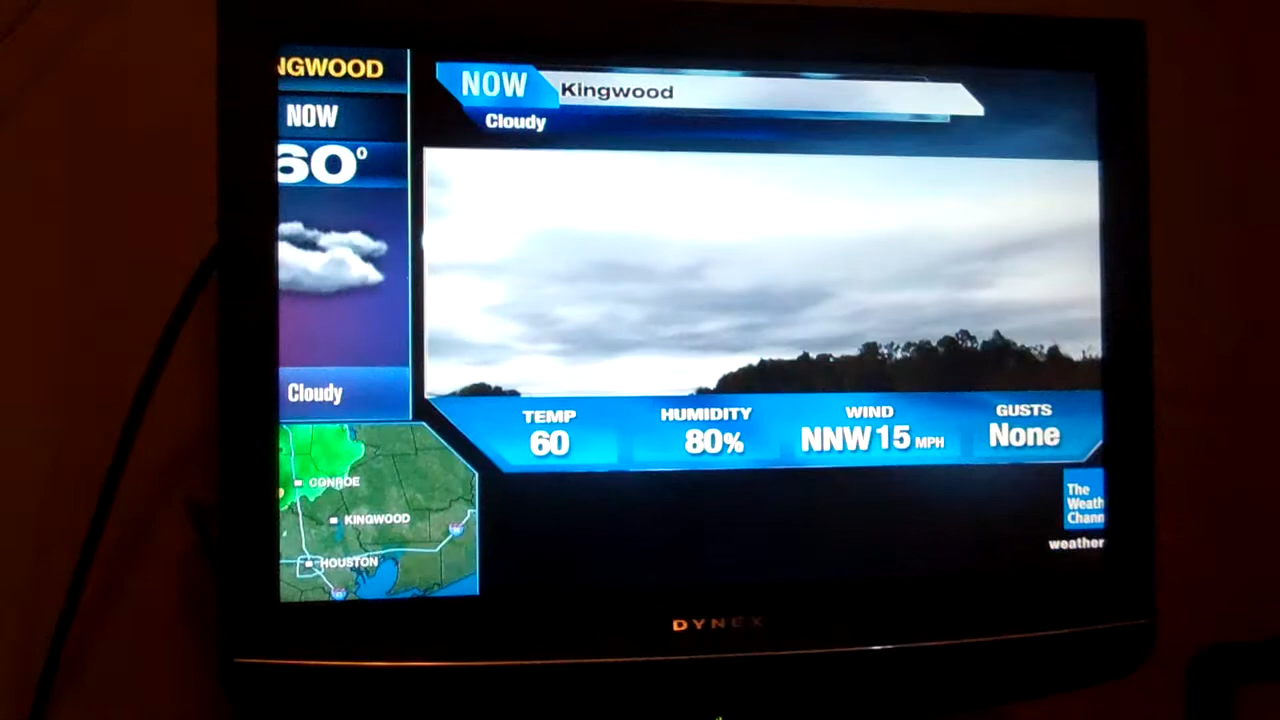 NGWOOD
NOW
60°
Cloudy
NOW Kingwood
Cloudy
TEMP HUMIDITY WIND GUSTS
60 80% NNW 15 MPH None
CONROE
KINGWOOD
HOUSTON
The
Weath
Chann
weather
DYNEX